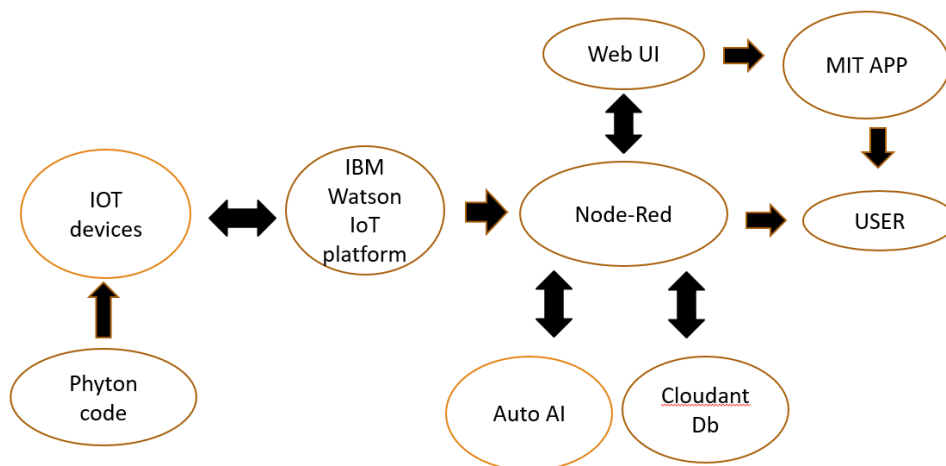 Web UI
MIT APP
IOT
devices
IBM
Watson
IoT
platform
Node-Red
USER
Phyton
code
Auto AI
Cloudant
Db